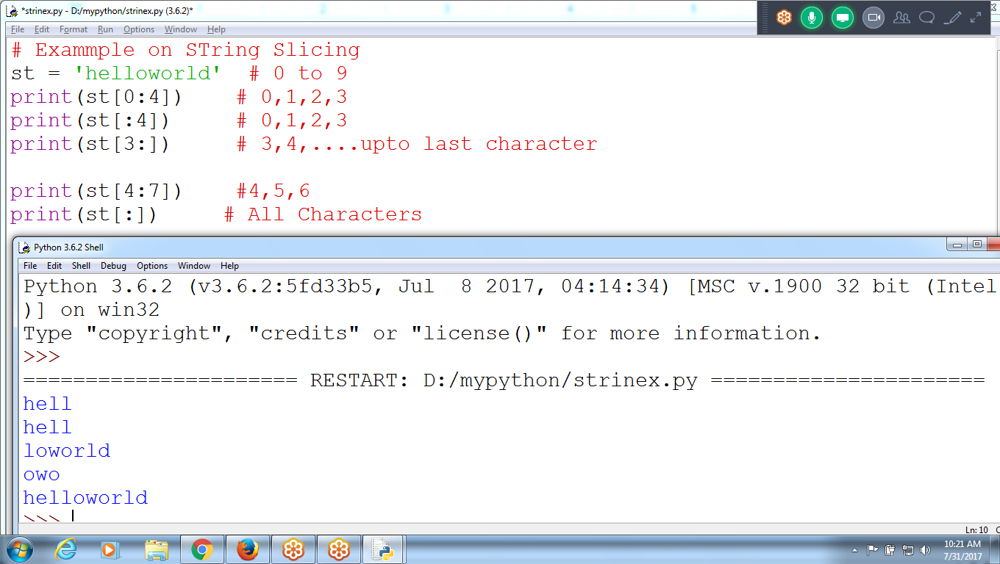 *strinex.py - D:/mypython/strinex.py (3.6.2)*
File Edit Format Run Options Window Help
# Exammple on STring Slicing
st = 'helloworld'  # 0 to 9
print(st[0:4])    # 0,1,2,3
print(st[:4])     # 0,1,2,3
print(st[3:])     # 3,4,....upto last character
print(st[4:7])    #4,5,6
print(st[:])     # All Characters
Python 3.6.2 Shell
File Edit Shell Debug Options Window Help
Python 3.6.2 (v3.6.2:5fd33b5, Jul  8 2017, 04:14:34) [MSC v.1900 32 bit (Intel
)] on win32
Type "copyright", "credits" or "license()" for more information.
>>>
====================== RESTART: D:/mypython/strinex.py ======================
hell
hell
loworld
owo
helloworld
>>>
Ln: 10
10:21 AM
7/31/2017